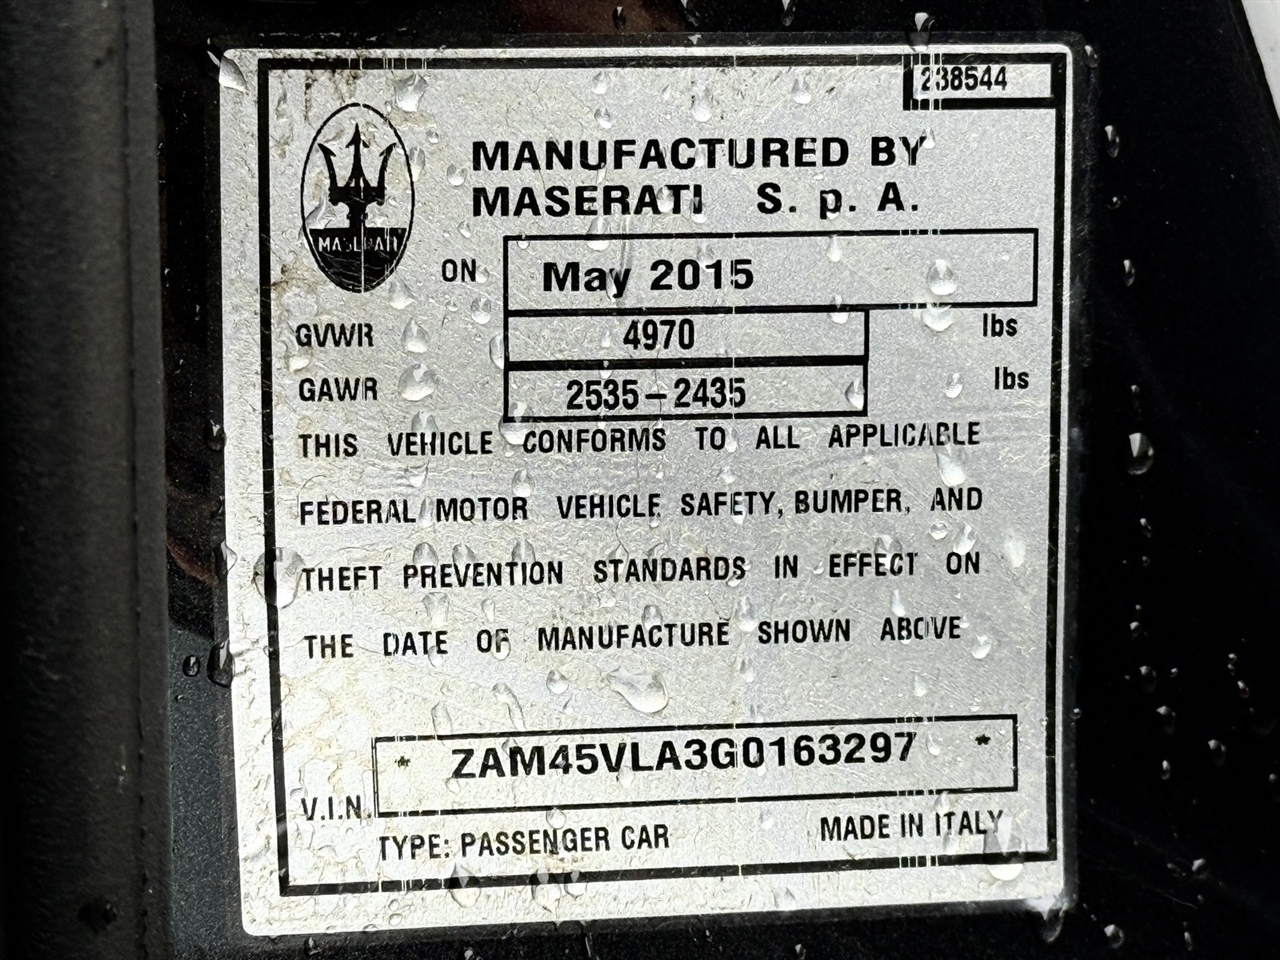 238544
MANUFACTURED BY
MASERATI S. p. A.
MASERATI
ON May 2015
GVWR 4970 lbs
GAWR 2535-2435 lbs
THIS VEHICLE CONFORMS TO ALL APPLICABLE
FEDERAL MOTOR VEHICLE SAFETY, BUMPER, AND
THEFT PREVENTION STANDARDS IN EFFECT ON
THE DATE OF MANUFACTURE SHOWN ABOVE
V.I.N. * ZAM45VLA3G0163297 *
TYPE: PASSENGER CAR MADE IN ITALY